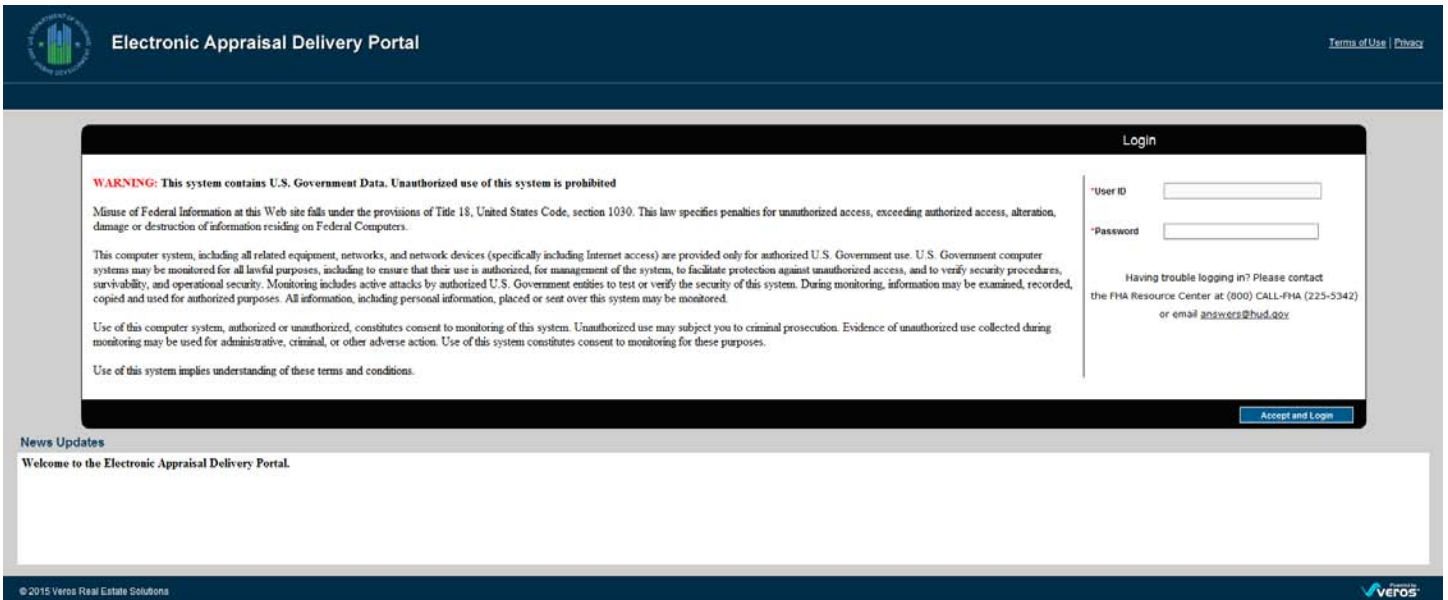 Electronic Appraisal Delivery Portal
Terms of Use | Privacy
Login
WARNING: This system contains U.S. Government Data. Unauthorized use of this system is prohibited
Misuse of Federal Information at this Web site falls under the provisions of Title 18, United States Code, section 1030. This law specifies penalties for unauthorized access, exceeding authorized access, alteration,
damage or destruction of information residing on Federal Computers.
This computer system, including all related equipment, networks, and network devices (specifically including Internet access) are provided only for authorized U.S. Government use. U.S. Government computer
systems may be monitored for all lawful purposes, including to ensure that their use is authorized, for management of the system, to facilitate protection against unauthorized access, and to verify security procedures,
survivability, and operational security. Monitoring includes active attacks by authorized U.S. Government entities to test or verify the security of this system. During monitoring, information may be examined, recorded,
copied and used for authorized purposes. All information, including personal information, placed or sent over this system may be monitored.
Use of this computer system, authorized or unauthorized, constitutes consent to monitoring of this system. Unauthorized use may subject you to criminal prosecution. Evidence of unauthorized use collected during
monitoring may be used for administrative, criminal, or other adverse action. Use of this system constitutes consent to monitoring for these purposes.
Use of this system implies understanding of these terms and conditions.
*User ID
*Password
Having trouble logging in? Please contact
the FHA Resource Center at (800) CALL-FHA (225-5342)
or email answers@hud.gov
Accept and Login
News Updates
Welcome to the Electronic Appraisal Delivery Portal.
© 2015 Veros Real Estate Solutions
Powered by
veros